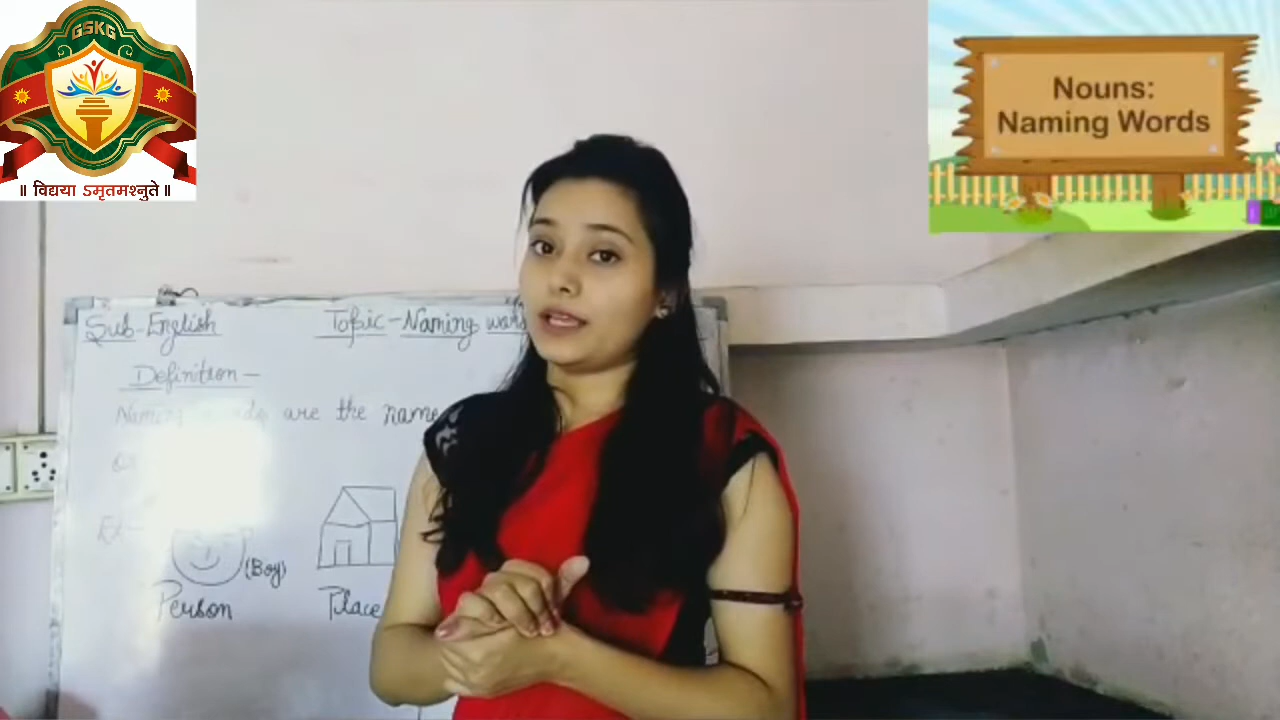 GSKG
॥ विद्यया ऽमृतमश्नुते ॥
Nouns:
Naming Words
Sub-English
Topic-Naming
Definition-
are the name
(Boy)
Person
Place